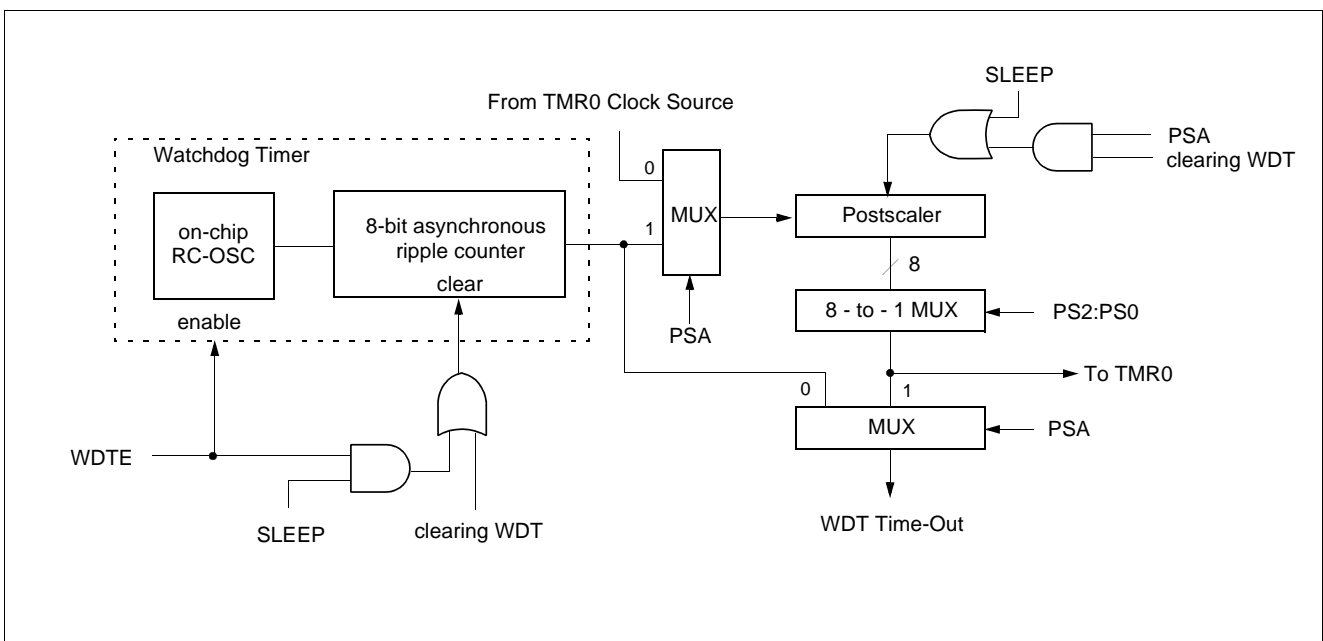 SLEEP
From TMR0 Clock Source
PSA
clearing WDT
Watchdog Timer
0
MUX
1
on-chip
RC-OSC
8-bit asynchronous
ripple counter
clear
enable
PSA
Postscaler
8
8 - to - 1 MUX
PS2:PS0
To TMR0
0
1
MUX
PSA
WDT Time-Out
WDTE
SLEEP
clearing WDT